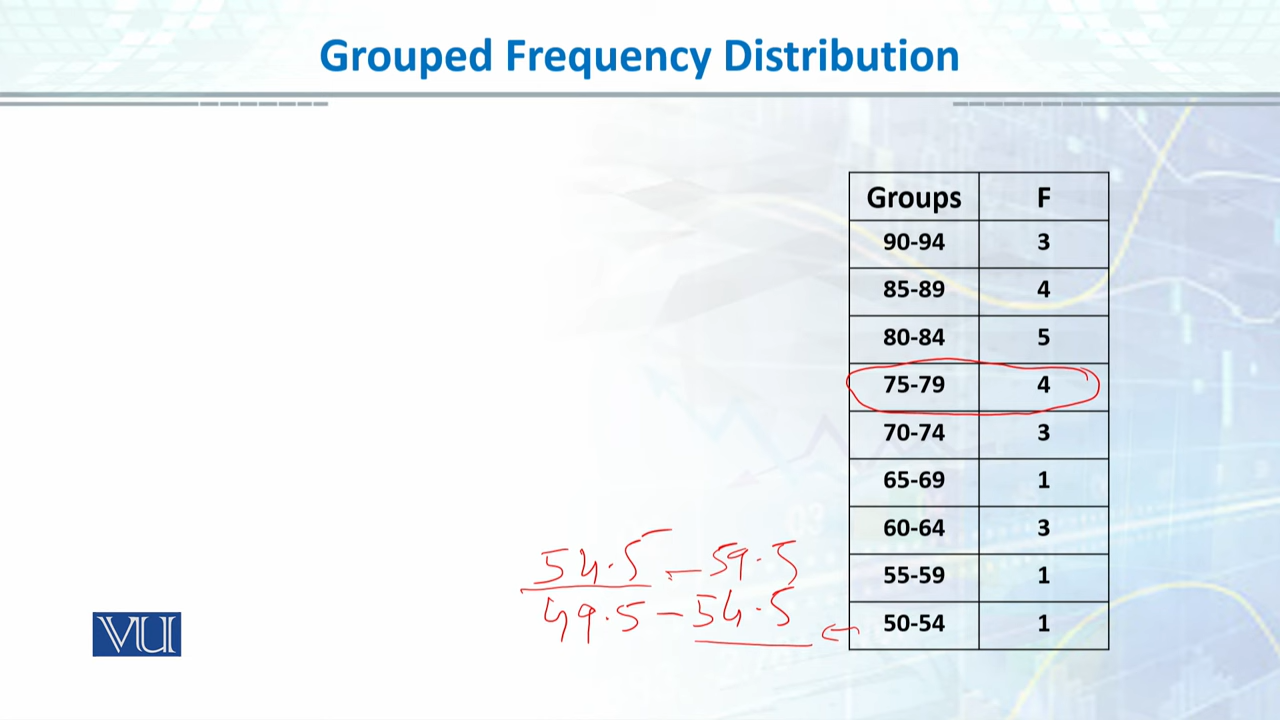 Grouped Frequency Distribution
Groups F
90-94 3
85-89 4
80-84 5
75-79 4
70-74 3
65-69 1
60-64 3
55-59 1
50-54 1
54.5 - 59.5
49.5 - 54.5
VU